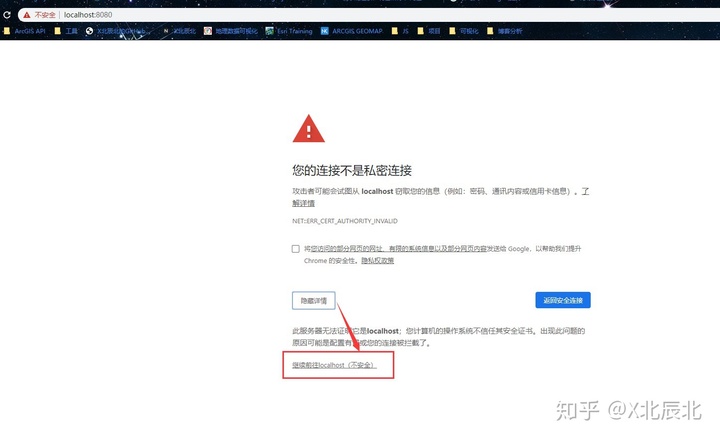 不安全 | localhost:8080
ArcGIS API 工具 X北辰北的GitHub... X北辰北 地理数据可视化 Esri Training ARCGIS GEOMAP JS 项目 可视化 博客分析
您的连接不是私密连接
攻击者可能会试图从 localhost 窃取您的信息（例如：密码、通讯内容或信用卡信息）。了
解详情
NET::ERR_CERT_AUTHORITY_INVALID
将您访问的部分网页的网址、有限的系统信息以及部分网页内容发送给 Google，以帮助我们提升
Chrome 的安全性。隐私权政策
隐藏详情 返回安全连接
此服务器无法证明它是localhost；您计算机的操作系统不信任其安全证书。出现此问题的
原因可能是配置有误或您的连接被拦截了。
继续前往localhost（不安全）
知乎 @X北辰北